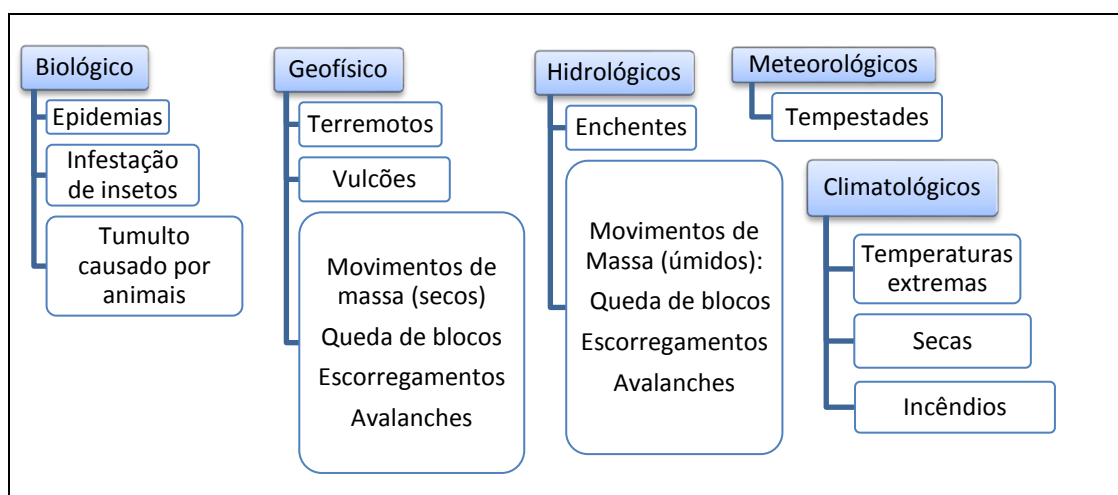 Biológico
Epidemias
Infestação
de insetos
Tumulto
causado por
animais
Geofísico
Terremotos
Vulcões
Movimentos de
massa (secos)
Queda de blocos
Escorregamentos
Avalanches
Hidrológicos
Enchentes
Movimentos de
Massa (úmidos):
Queda de blocos
Escorregamentos
Avalanches
Meteorológicos
Tempestades
Climatológicos
Temperaturas
extremas
Secas
Incêndios